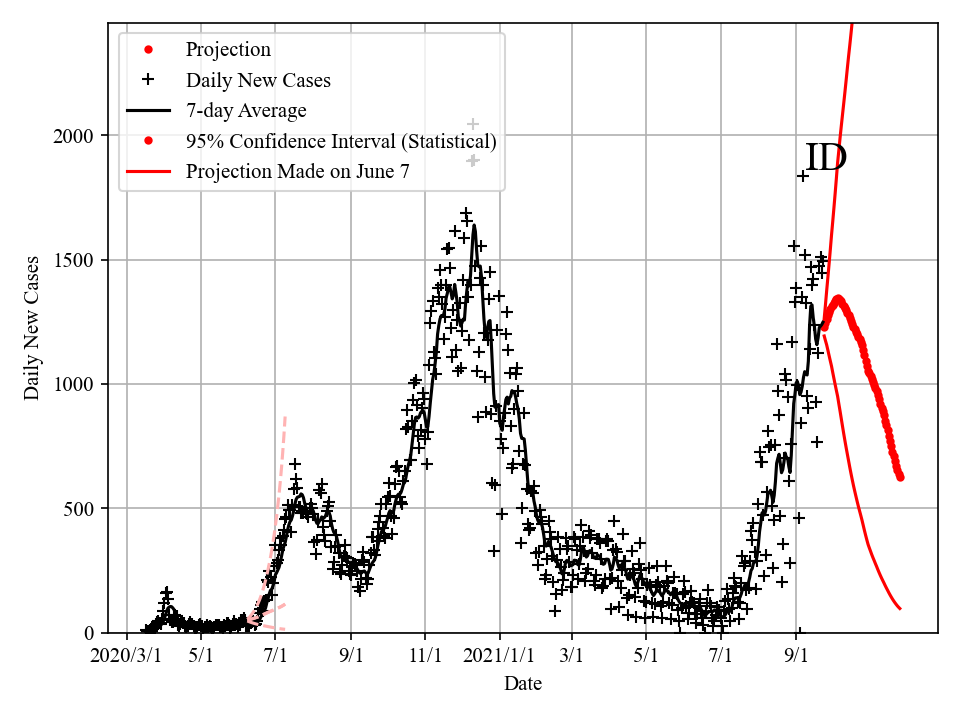 Projection
Daily New Cases
7-day Average
95% Confidence Interval (Statistical)
Projection Made on June 7
ID
2000
1500
1000
500
0
Daily New Cases
2020/3/1 5/1 7/1 9/1 11/1 2021/1/1 3/1 5/1 7/1 9/1
Date